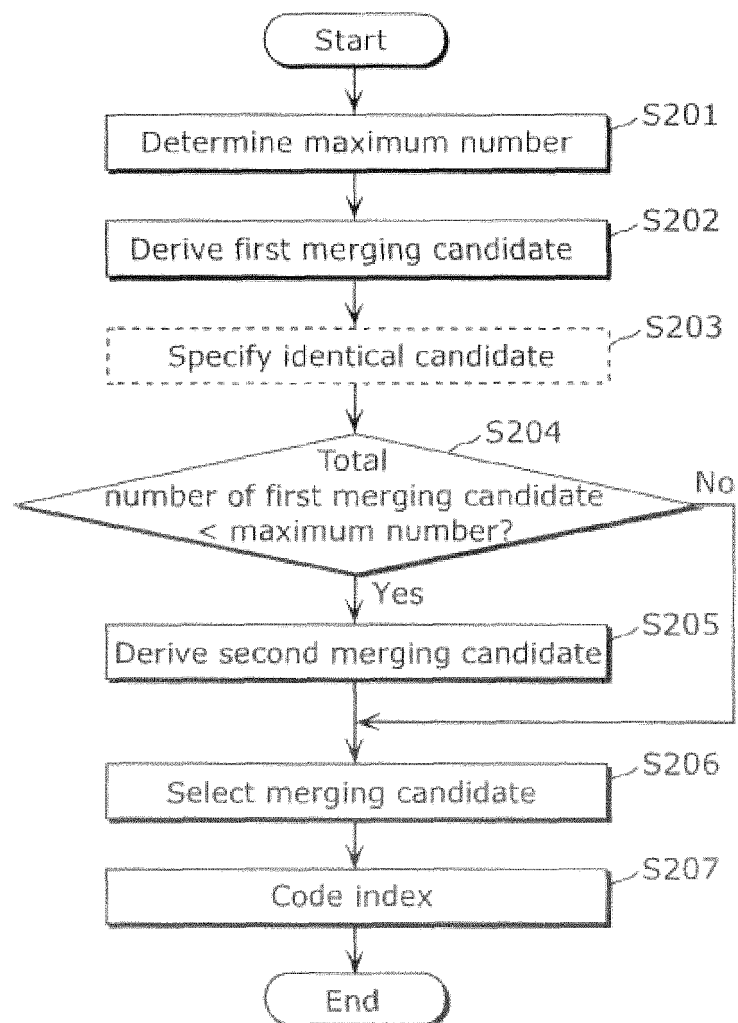 Start
S201
Determine maximum number
S202
Derive first merging candidate
S203
Specify identical candidate
S204
Total
number of first merging candidate
< maximum number?
No
Yes
S205
Derive second merging candidate
S206
Select merging candidate
S207
Code index
End